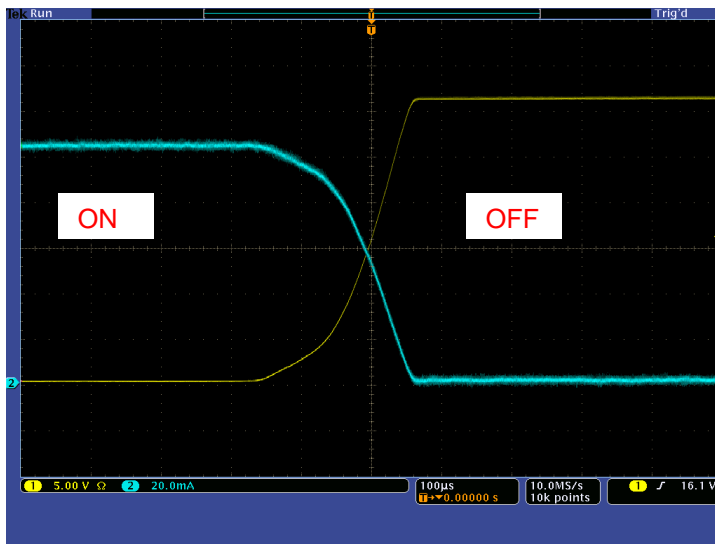 Tek Run Trig'd
T
ON OFF
2
1 5.00 V Ω 2 20.0mA 100µs 10.0MS/s 1 16.1 V
T→▼0.00000 s 10k points